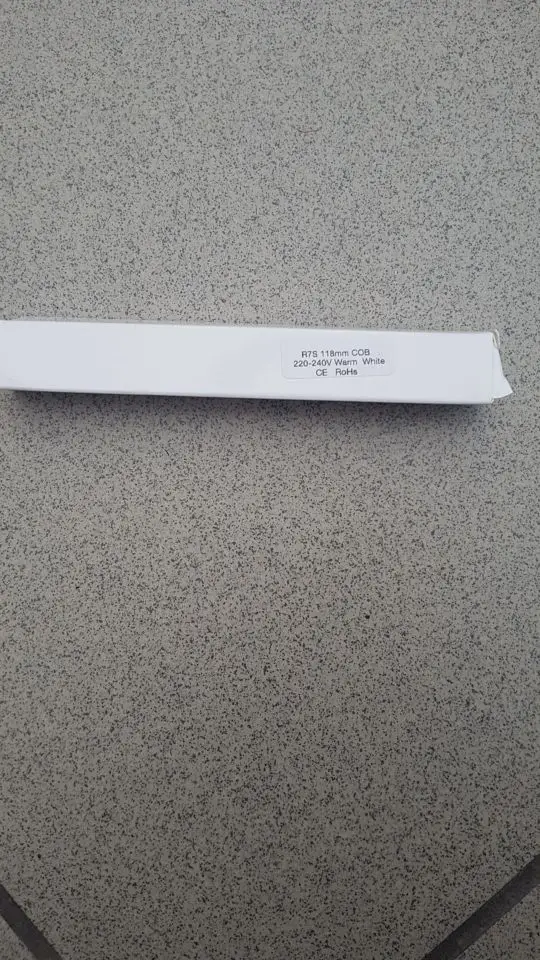 R7S 118mm COB
220-240V Warm White
CE RoHs